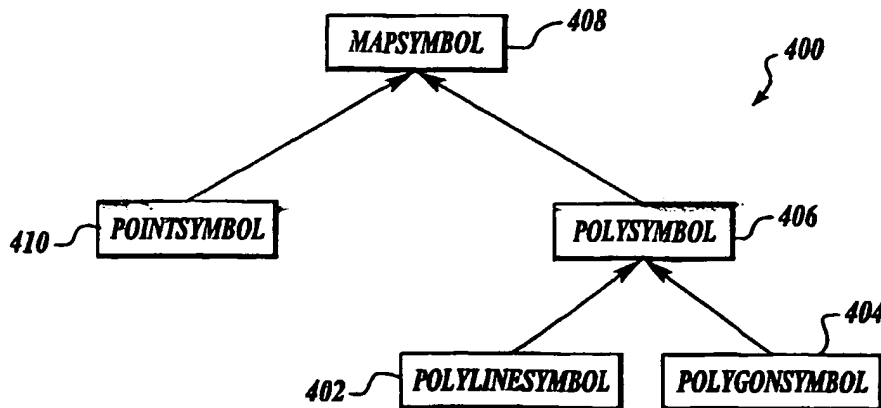 MAPSYMBOL 408
400
410 POINTSYMBOL
POLYSYMBOL 406
404
402 POLYLINESYMBOL
POLYGONSYMBOL